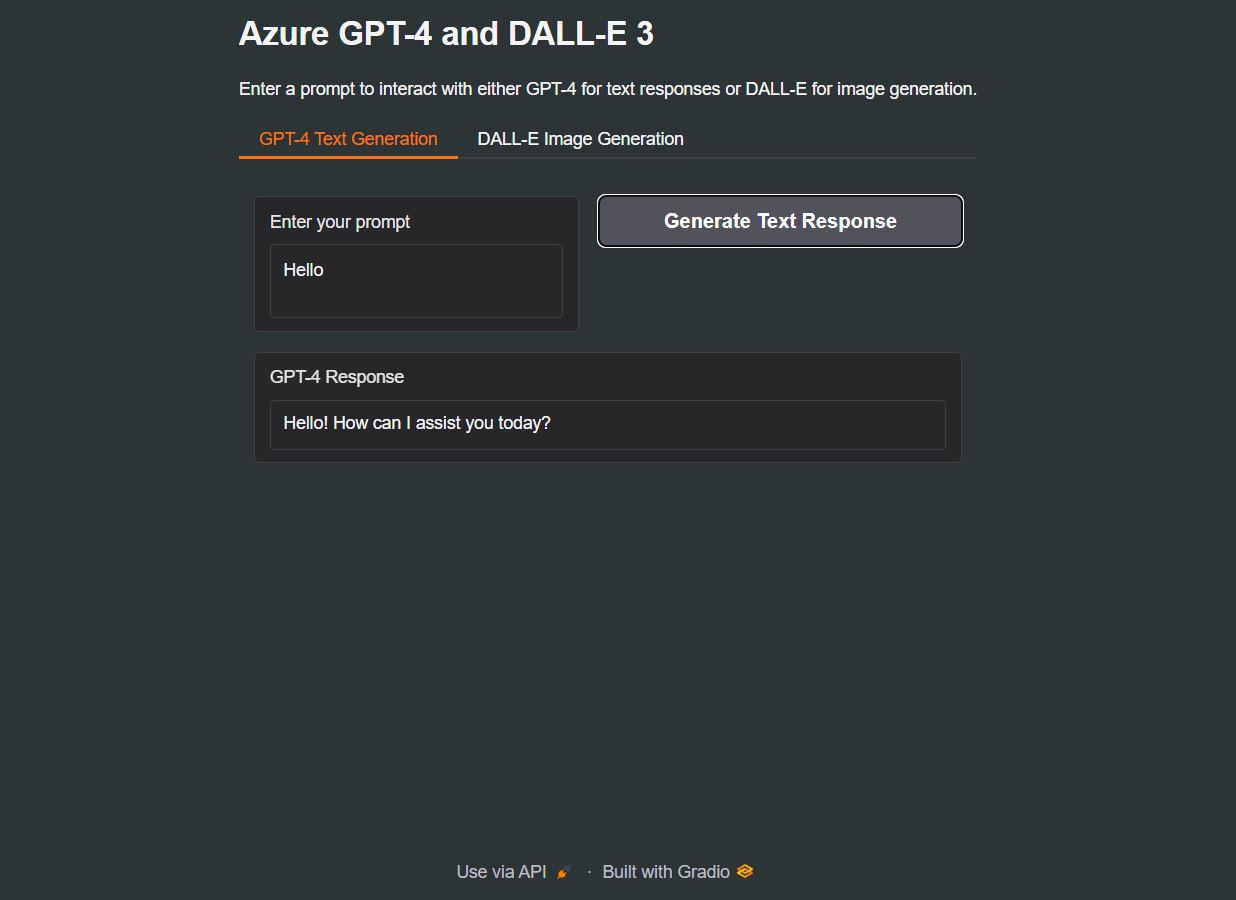 Azure GPT-4 and DALL-E 3
Enter a prompt to interact with either GPT-4 for text responses or DALL-E for image generation.
GPT-4 Text Generation
DALL-E Image Generation
Enter your prompt
Generate Text Response
Hello
GPT-4 Response
Hello! How can I assist you today?
Use via API · Built with Gradio